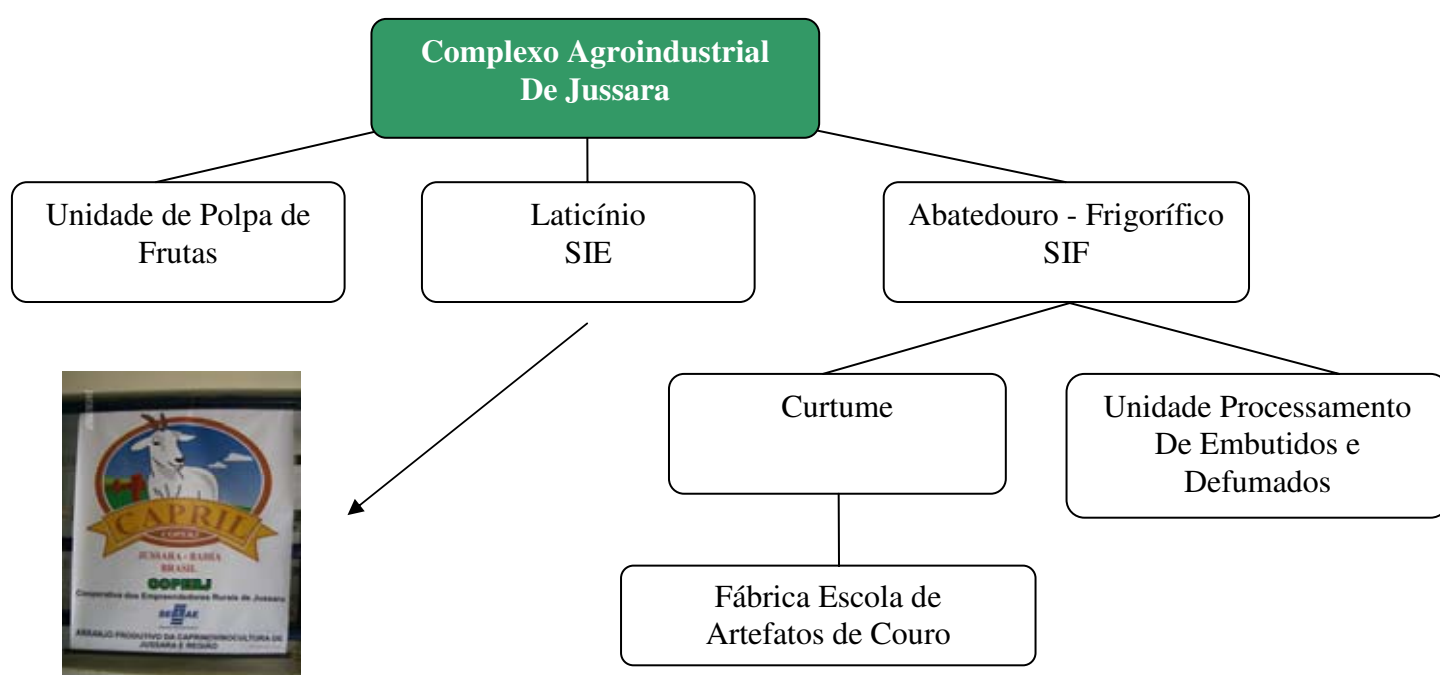 Complexo Agroindustrial
De Jussara
Unidade de Polpa de
Frutas
Laticínio
SIE
Abatedouro - Frigorífico
SIF
Curtume
Unidade Processamento
De Embutidos e
Defumados
Fábrica Escola de
Artefatos de Couro
CAPRIL
JUSSARA - BAHIA
BRASIL
COPERJ
Cooperativa dos Empreendedores Rurais de Jussara
SEBRAE
ARRANJO PRODUTIVO DA CAPRINOVINOCULTURA DE
JUSSARA E REGIÃO